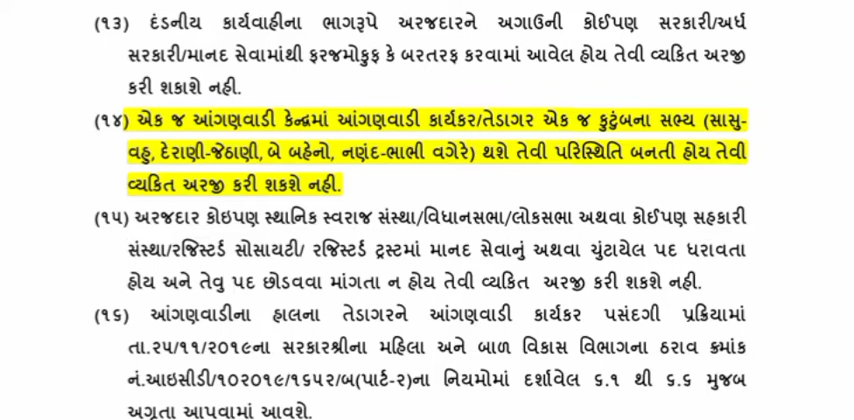 (૧૩) દંડનીય કાર્યવાહીના ભાગરૂપે અરજદારને અગાઉની કોઈપણ સરકારી/અર્ધ
સરકારી/માનદ સેવામાંથી ફરજમોકુફ કે બરતરફ કરવામાં આવેલ હોય તેવી વ્યકિત અરજી
કરી શકાશે નહી.
(૧૪) એક જ આંગણવાડી કેન્દ્રમાં આંગણવાડી કાર્યકર/તેડાગર એક જ કુટુંબના સભ્ય (સાસુ-
વહુ, દેરાણી-જેઠાણી, બે બહેનો, નણંદ-ભાભી વગેરે) થશે તેવી પરિસ્થિતિ બનતી હોય તેવી
વ્યકિત અરજી કરી શકશે નહી.
(૧૫) અરજદાર કોઇપણ સ્થાનિક સ્વરાજ સંસ્થા/વિધાનસભા/લોકસભા અથવા કોઈપણ સહકારી
સંસ્થા/રજિસ્ટર્ડ સોસાયટી/ રજિસ્ટર્ડ ટ્રસ્ટમાં માનદ સેવાનું અથવા ચુંટાયેલ પદ ધરાવતા
હોય અને તેવુ પદ છોડવવા માંગતા ન હોય તેવી વ્યકિત અરજી કરી શકશે નહી.
(૧૬) આંગણવાડીના હાલના તેડાગરને આંગણવાડી કાર્યકર પસંદગી પ્રક્રિયામાં
તા.૨૫/૧૧/૨૦૧૯ના સરકારશ્રીના મહિલા અને બાળ વિકાસ વિભાગના ઠરાવ ક્રમાંક
નં.આઇસીડી/૧૦૨૦૧૯/૧૬૫૨/બ(પાર્ટ-૨)ના નિયમોમાં દર્શાવેલ ૬.૧ થી ૬.૬ મુજબ
અગ્રતા આપવામાં આવશે.